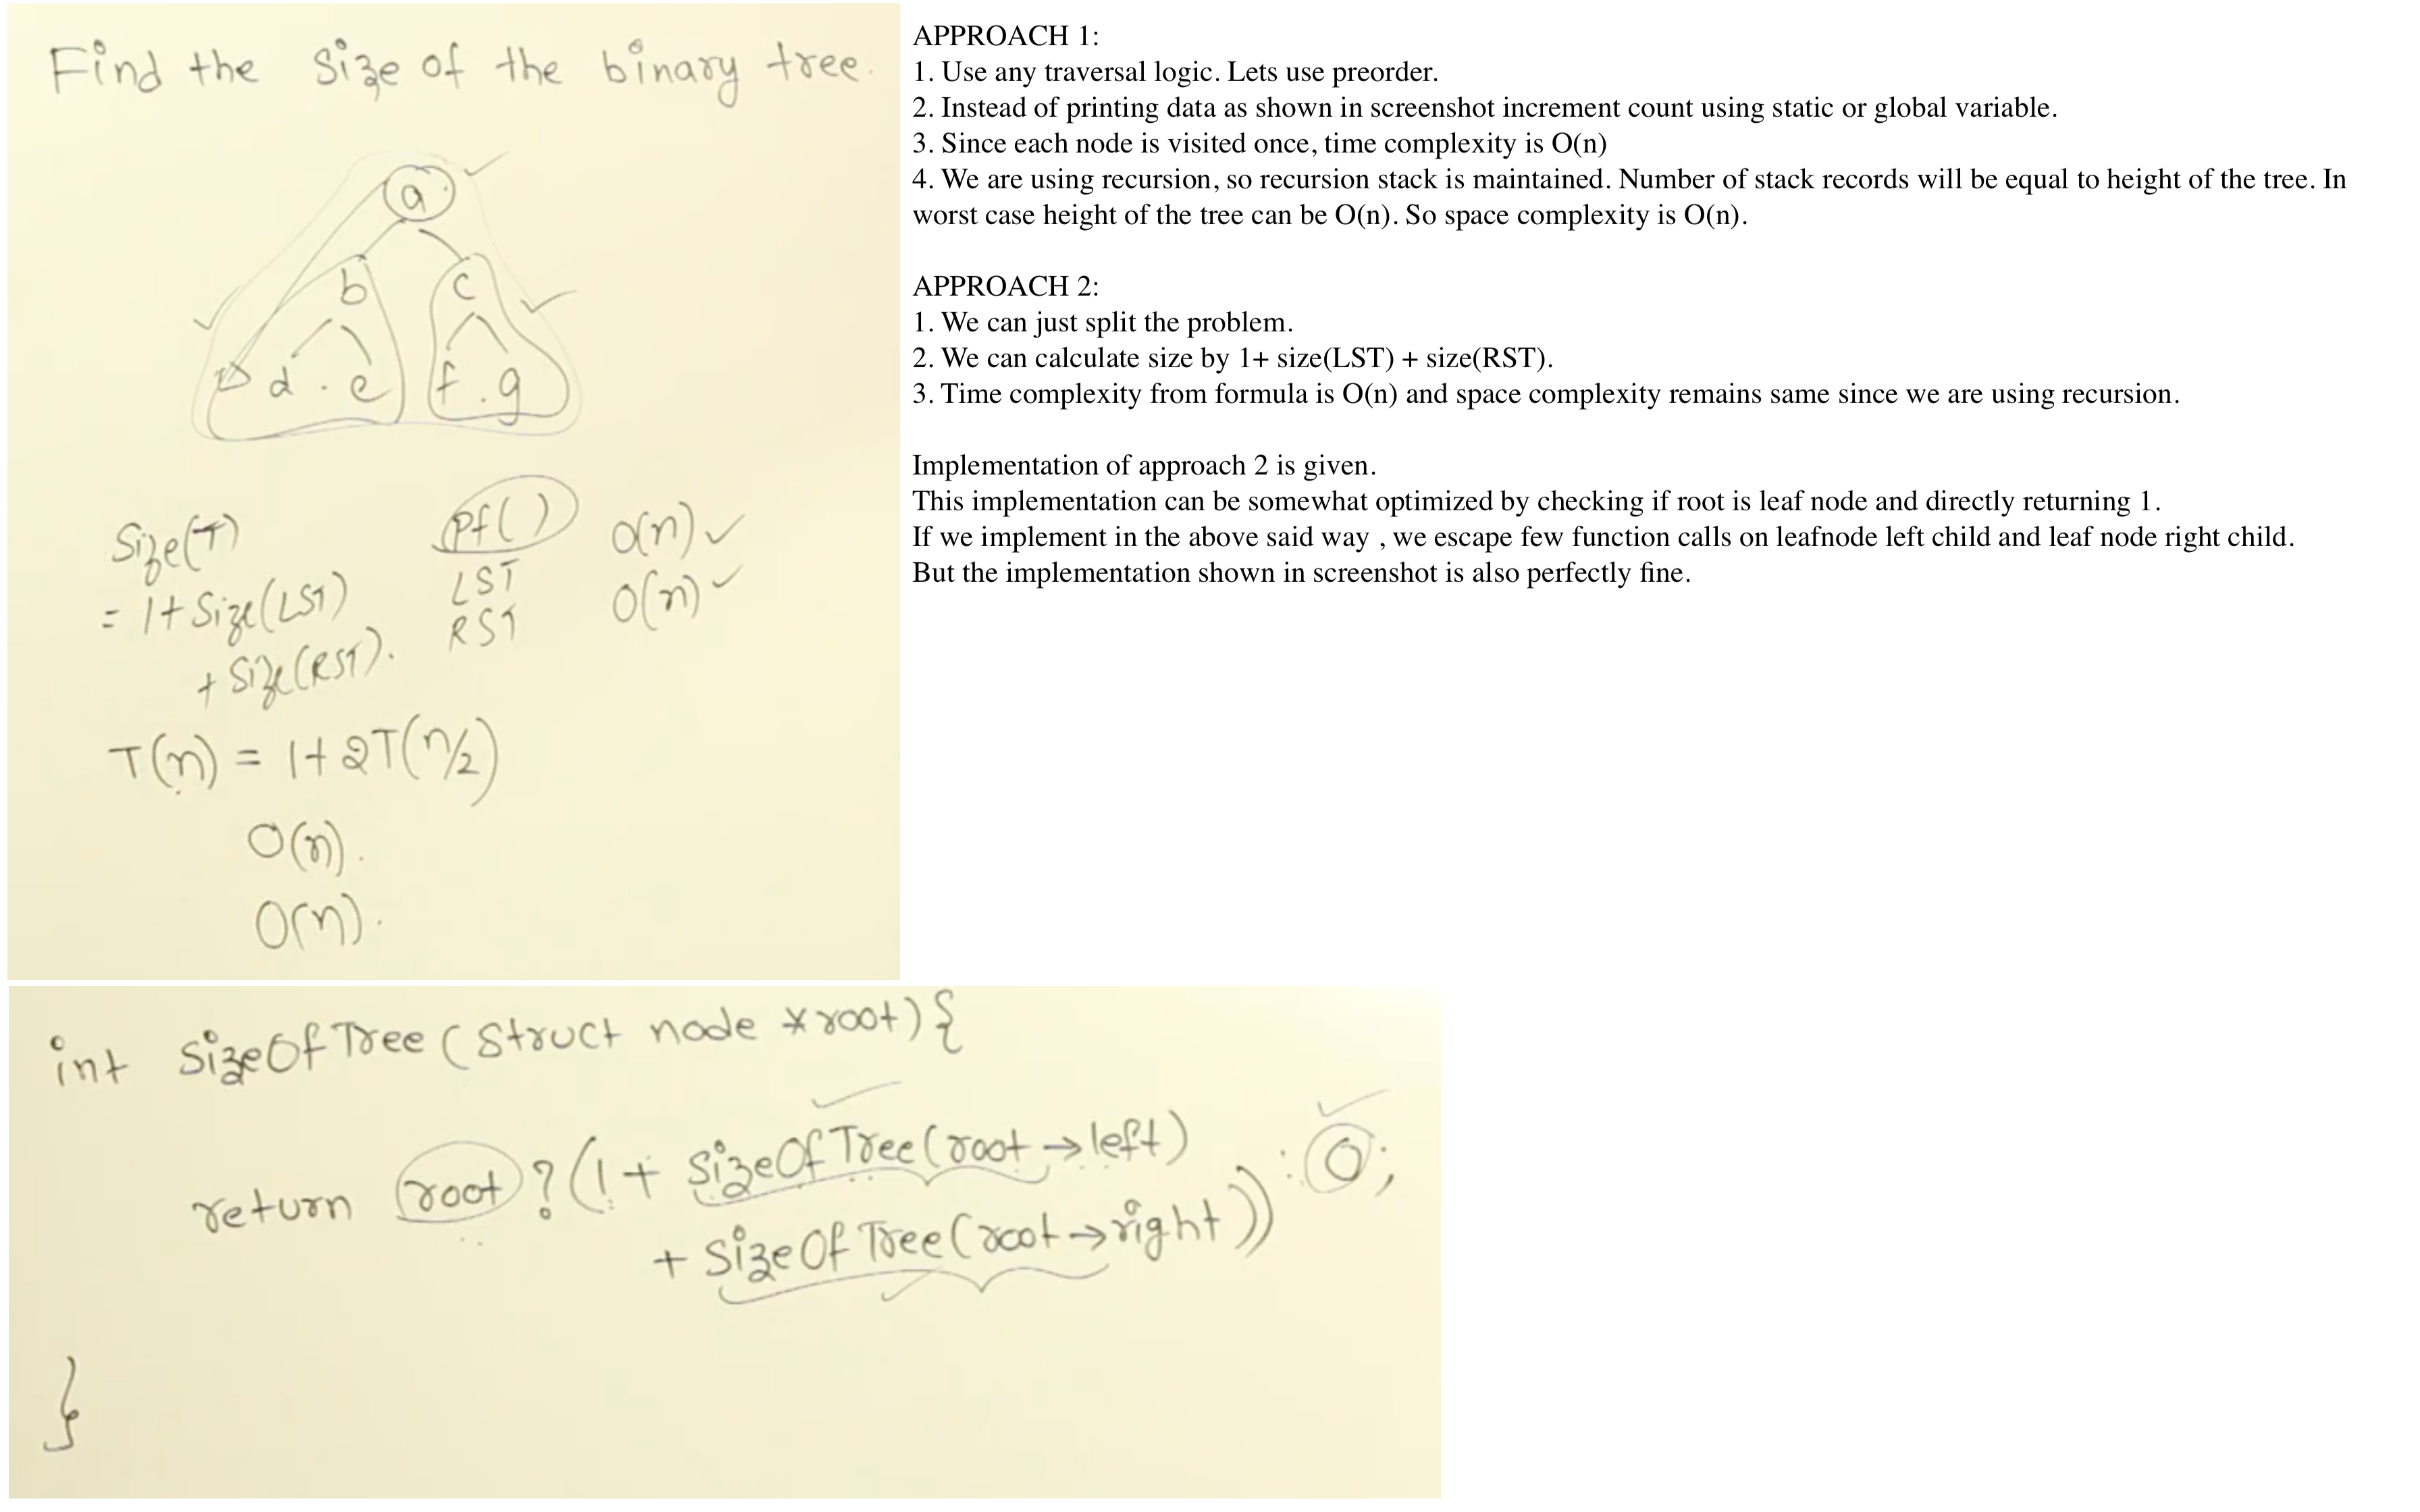 Find the size of the binary tree.
a
b c
d . e f . g
Size(T)
= 1+ Size(LST)
+ Size(RST).
pf( )
LST
RST
O(n)
O(n)
T(n) = 1+ 2T(n/2)
O(n).
O(n).
APPROACH 1:
1. Use any traversal logic. Lets use preorder.
2. Instead of printing data as shown in screenshot increment count using static or global variable.
3. Since each node is visited once, time complexity is O(n)
4. We are using recursion, so recursion stack is maintained. Number of stack records will be equal to height of the tree. In
worst case height of the tree can be O(n). So space complexity is O(n).
APPROACH 2:
1. We can just split the problem.
2. We can calculate size by 1+ size(LST) + size(RST).
3. Time complexity from formula is O(n) and space complexity remains same since we are using recursion.
Implementation of approach 2 is given.
This implementation can be somewhat optimized by checking if root is leaf node and directly returning 1.
If we implement in the above said way , we escape few function calls on leafnode left child and leaf node right child.
But the implementation shown in screenshot is also perfectly fine.
int sizeOfTree (struct node *root) {
return root ? (1 + sizeOfTree (root → left)
+ sizeOfTree (root → right)) : 0;
}